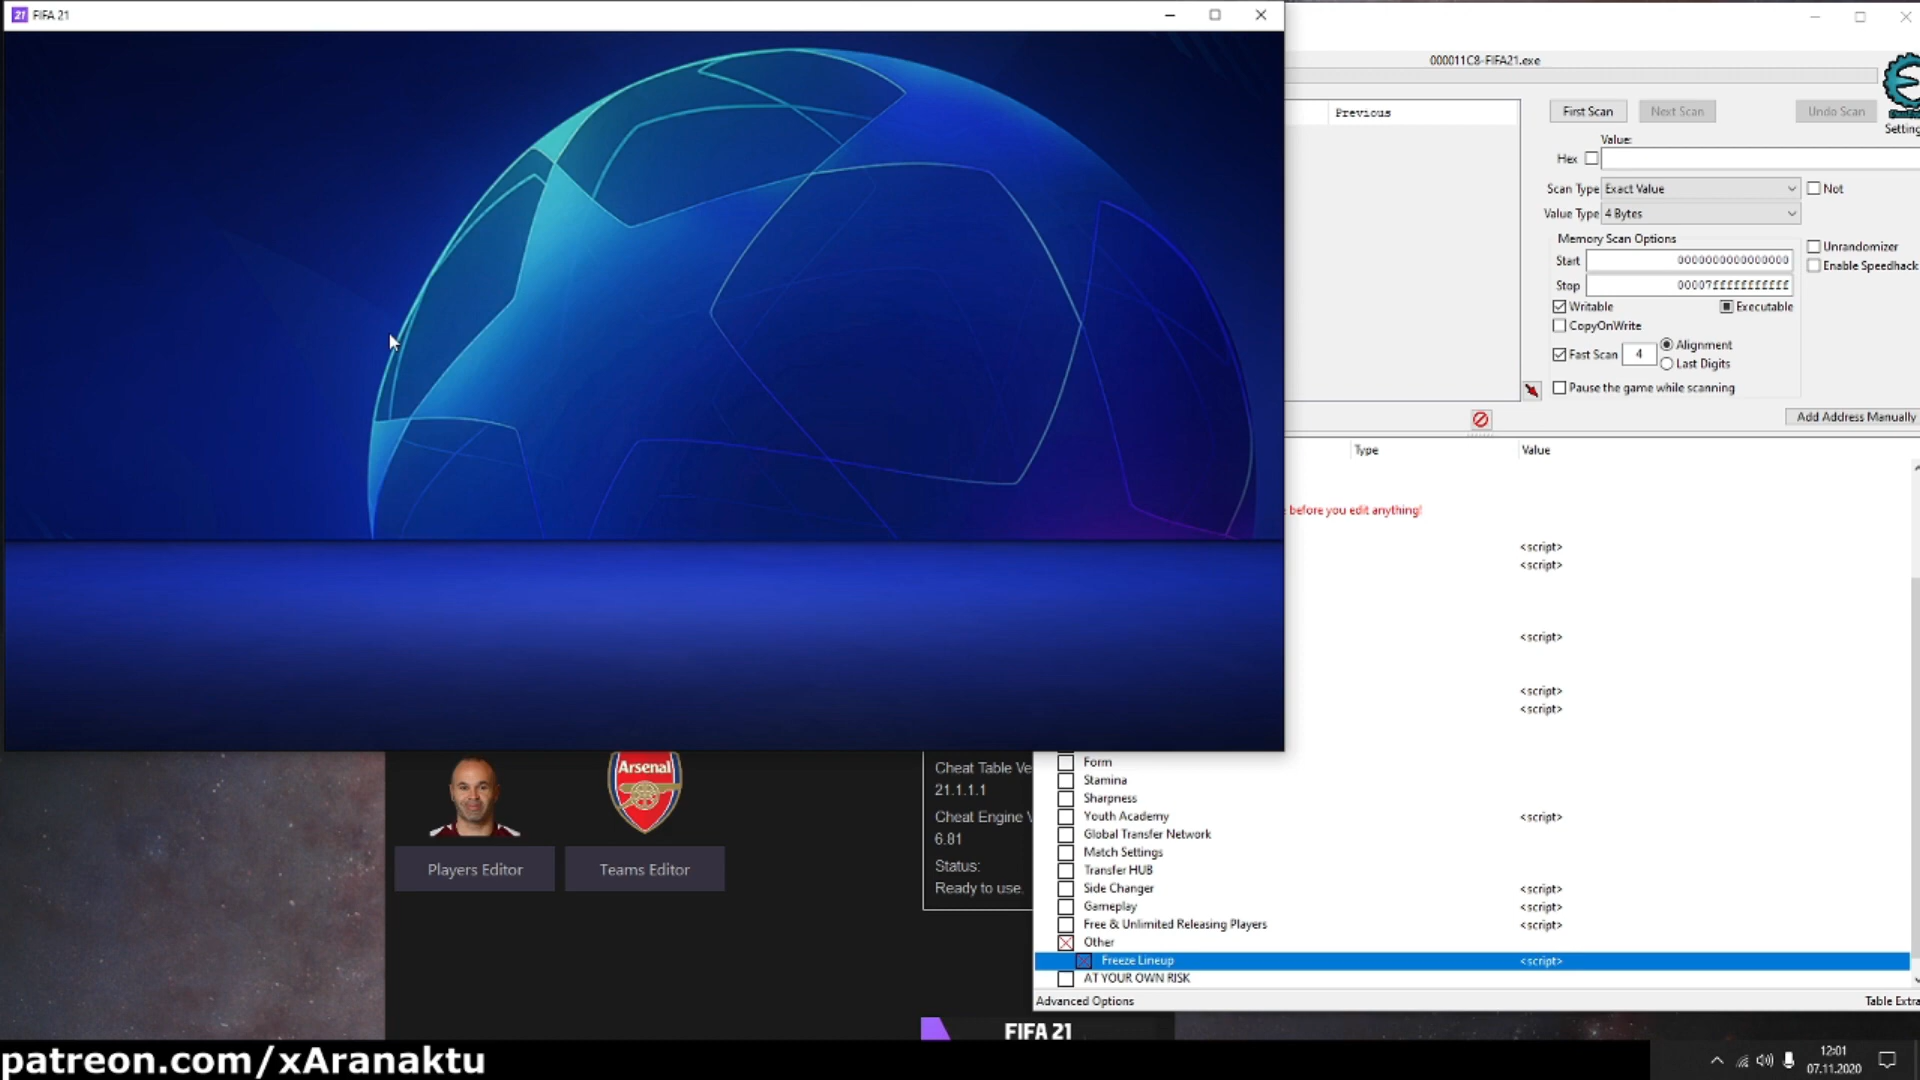 21 FIFA 21
000011C8-FIFA21.exe
Previous
First Scan
Next Scan
Undo Scan
Value:
Hex
Scan Type Exact Value
Not
Value Type 4 Bytes
Memory Scan Options
Start 0000000000000000
Stop 00007fffffffffff
Writable
Executable
CopyOnWrite
Fast Scan 4
Alignment
Last Digits
Pause the game while scanning
Unrandomizer
Enable Speedhack
Setting
Add Address Manually
Type
Value
before you edit anything!
<script>
<script>
<script>
<script>
<script>
Form
Stamina
Sharpness
Youth Academy <script>
Global Transfer Network
Match Settings
Transfer HUB
Side Changer <script>
Gameplay <script>
Free & Unlimited Releasing Players <script>
Other
Freeze Lineup <script>
AT YOUR OWN RISK
Advanced Options
Table Extra
Arsenal
Players Editor
Teams Editor
Cheat Table Ve
21.1.1.1
Cheat Engine V
6.81
Status:
Ready to use.
FIFA 21
patreon.com/xAranaktu
12:01
07.11.2020